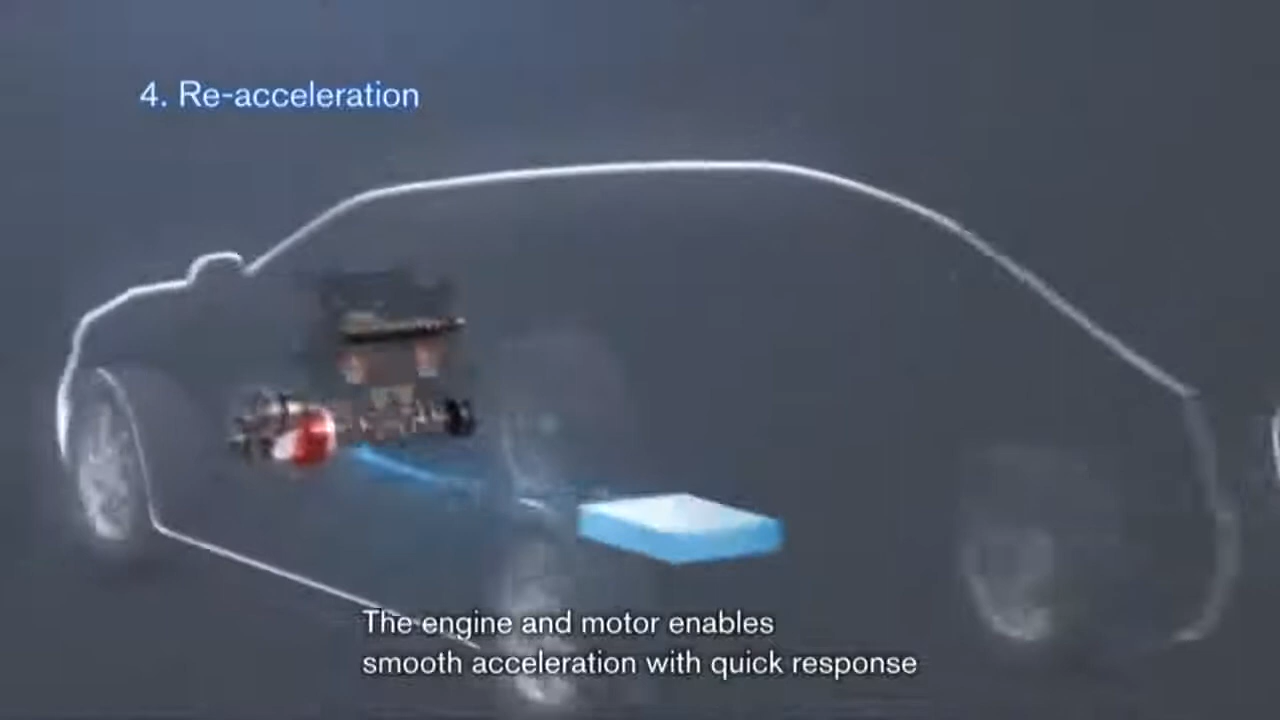 4. Re-acceleration
The engine and motor enables
smooth acceleration with quick response